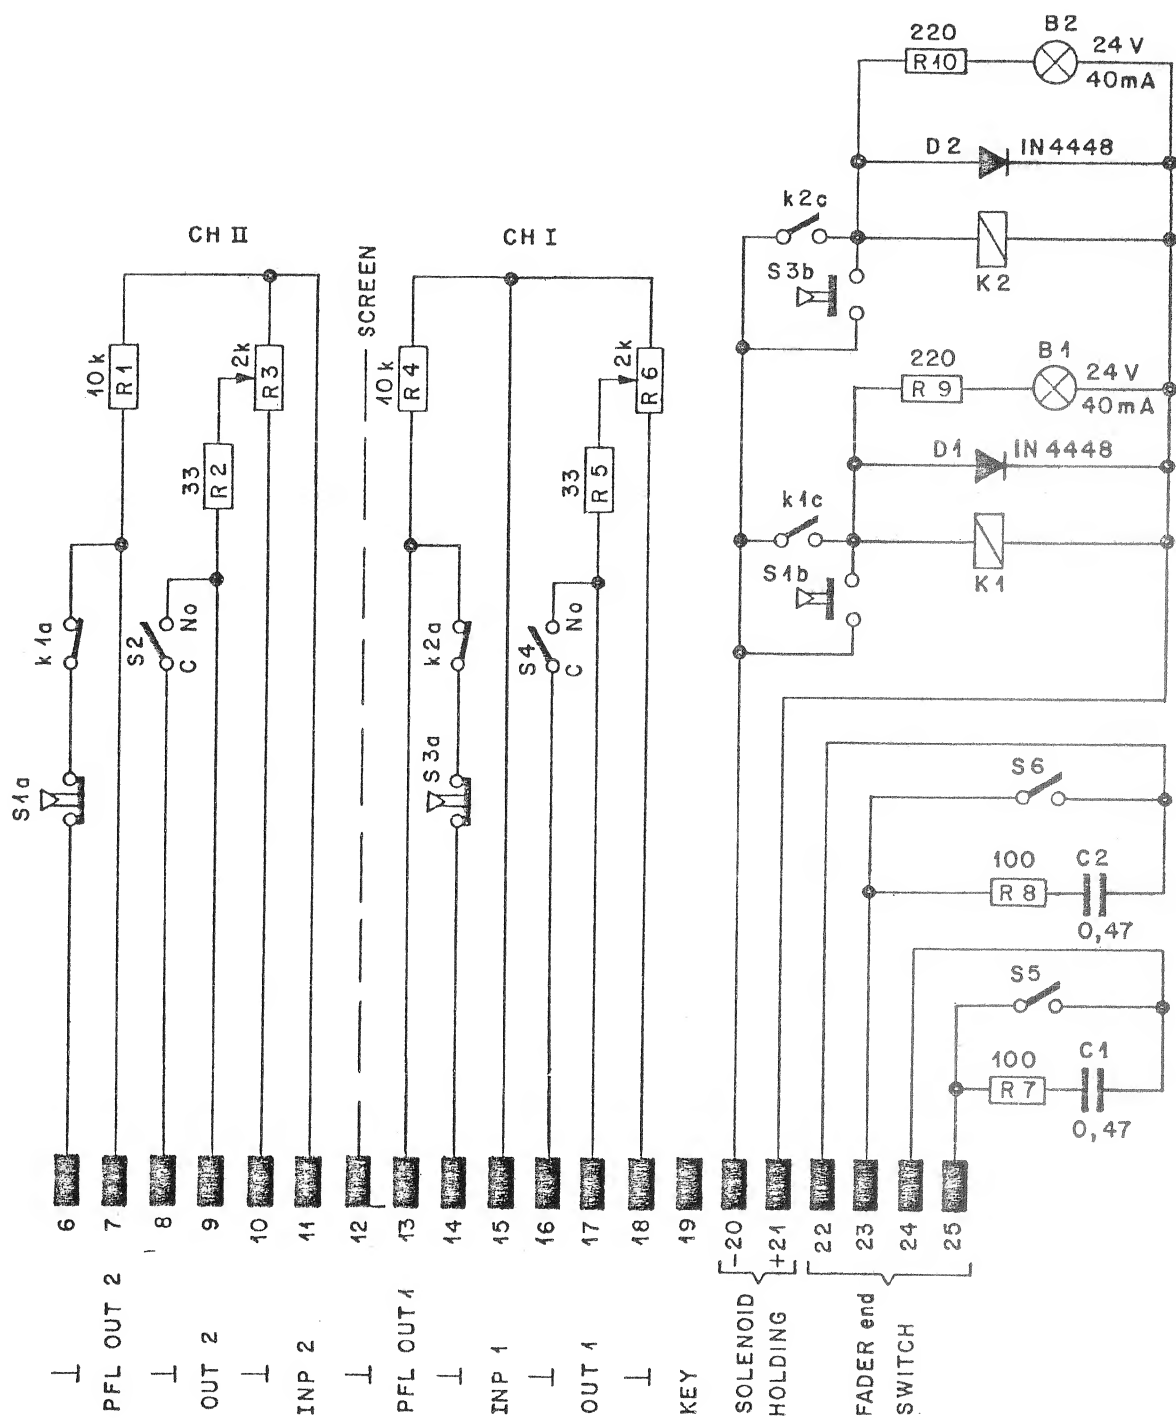 220
B2
24 V
R10
40mA
D2
IN 4448
k2c
CH II
CH I
S3b
K2
SCREEN
10k
R1
2k
R3
10k
R4
2k
R6
220
B1
24 V
R9
40mA
33
R2
33
R5
D1
IN 4448
k1c
S1b
K1
k1a
S2
No
C
k2a
S4
No
C
S1a
S3a
S6
100
C2
R8
0,47
S5
100
C1
R7
0,47
6
7
8
9
10
11
12
13
14
15
16
17
18
19
-20
+21
22
23
24
25
⊥
PFL OUT 2
⊥
OUT 2
⊥
INP 2
⊥
PFL OUT 1
⊥
INP 1
⊥
OUT 1
⊥
KEY
SOLENOID
HOLDING
FADER end
SWITCH